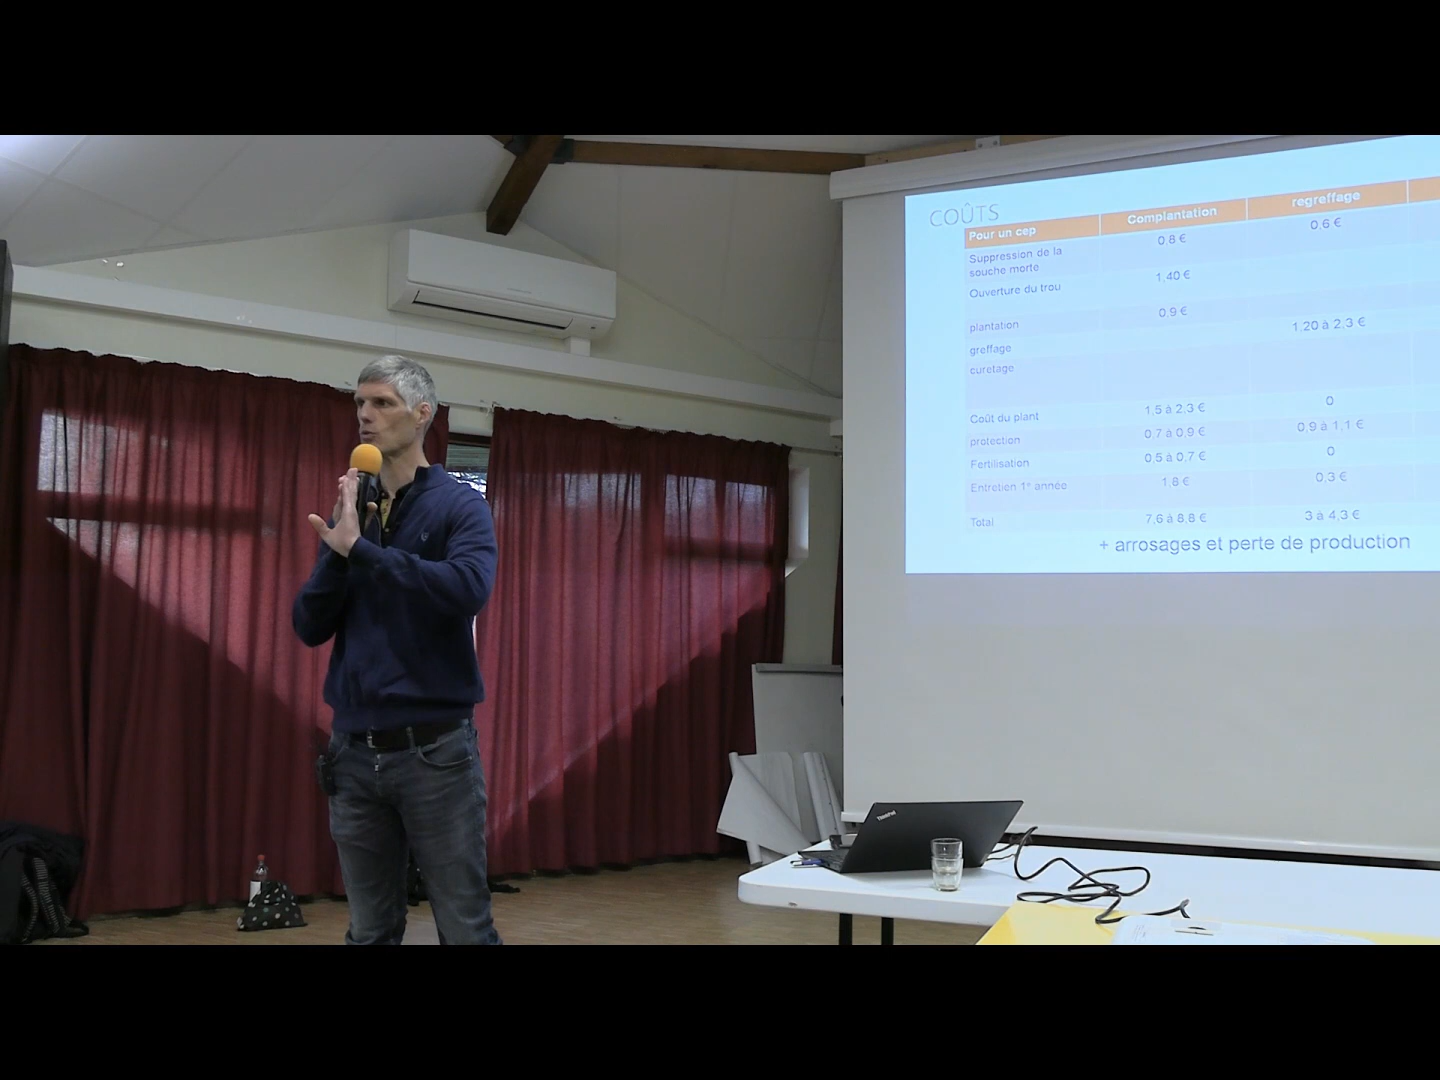 COÛTS
Pour un cep Complantation regreffage
Suppression de la souche morte 0,8 € 0,6 €
Ouverture du trou 1,40 €
plantation 0,9 €
greffage 1,20 à 2,3 €
curetage
Coût du plant 1,5 à 2,3 € 0
protection 0,7 à 0,9 € 0,9 à 1,1 €
Fertilisation 0,5 à 0,7 € 0
Entretien 1° année 1,8 € 0,3 €
Total 7,6 à 8,8 € 3 à 4,3 €
+ arrosages et perte de production
ThinkPad